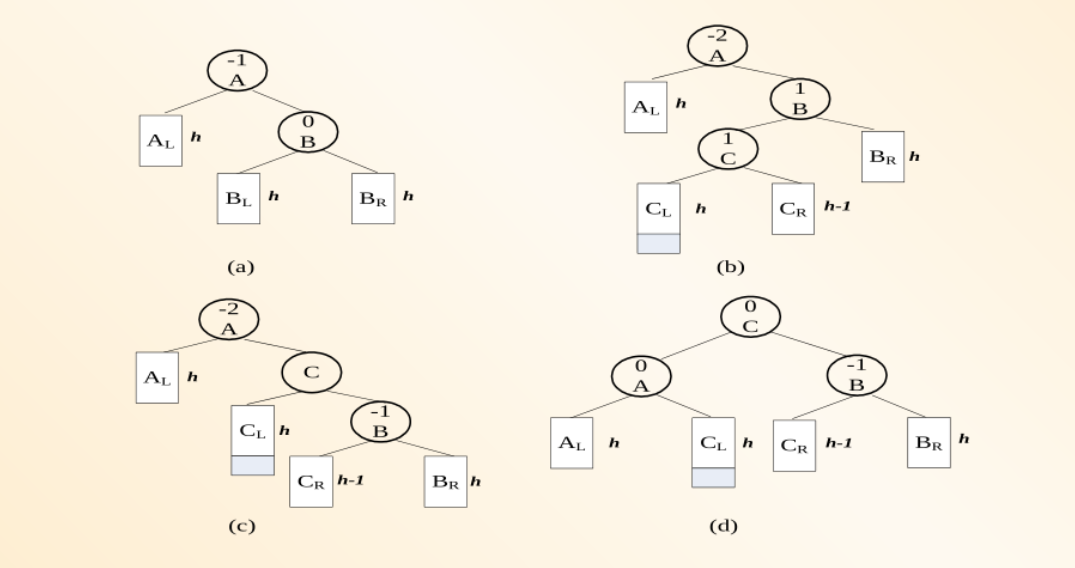 -1
A
A_L h
0
B
B_L h
B_R h
(a)
-2
A
A_L h
1
B
1
C
B_R h
C_L h
C_R h-1
(b)
-2
A
A_L h
C
C_L h
-1
B
C_R h-1
B_R h
(c)
0
C
0
A
-1
B
A_L h
C_L h
C_R h-1
B_R h
(d)